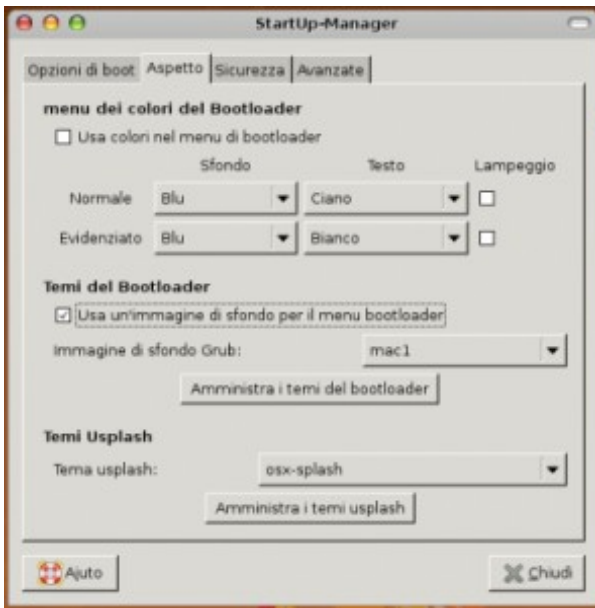 StartUp-Manager
Opzioni di boot Aspetto Sicurezza Avanzate
menu dei colori del Bootloader
Usa colori nel menu di bootloader
Sfondo Testo Lampeggio
Normale Blu Ciano
Evidenziato Blu Bianco
Temi del Bootloader
Usa un'immagine di sfondo per il menu bootloader
Immagine di sfondo Grub: mac1
Amministra i temi del bootloader
Temi Usplash
Tema usplash: osx-splash
Amministra i temi usplash
Aiuto Chiudi